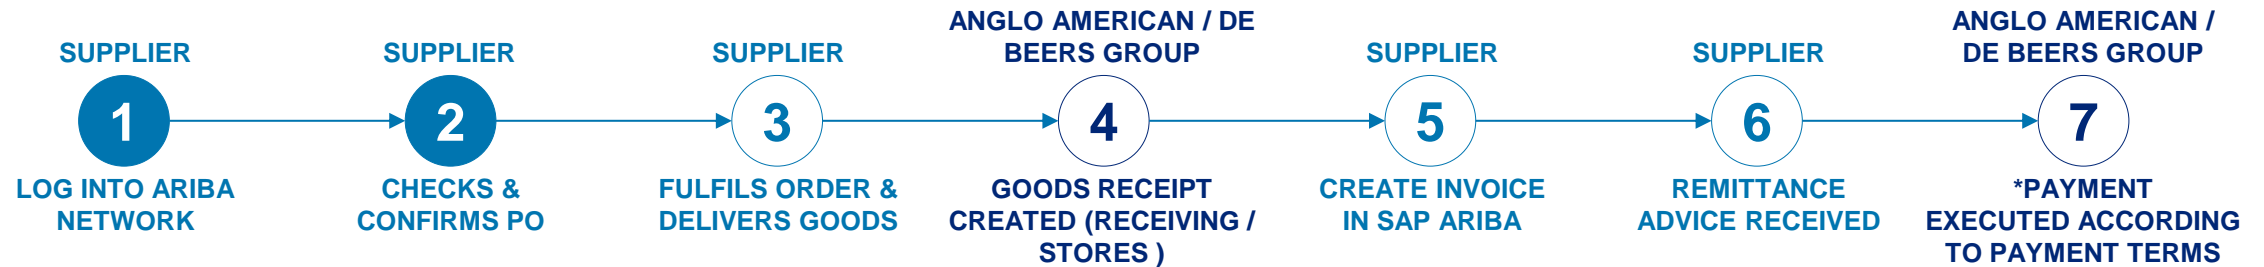 SUPPLIER
1
LOG INTO ARIBA
NETWORK
SUPPLIER
2
CHECKS &
CONFIRMS PO
SUPPLIER
3
FULFILS ORDER &
DELIVERS GOODS
ANGLO AMERICAN / DE
BEERS GROUP
4
GOODS RECEIPT
CREATED (RECEIVING /
STORES )
SUPPLIER
5
CREATE INVOICE
IN SAP ARIBA
SUPPLIER
6
REMITTANCE
ADVICE RECEIVED
ANGLO AMERICAN /
DE BEERS GROUP
7
*PAYMENT
EXECUTED ACCORDING
TO PAYMENT TERMS